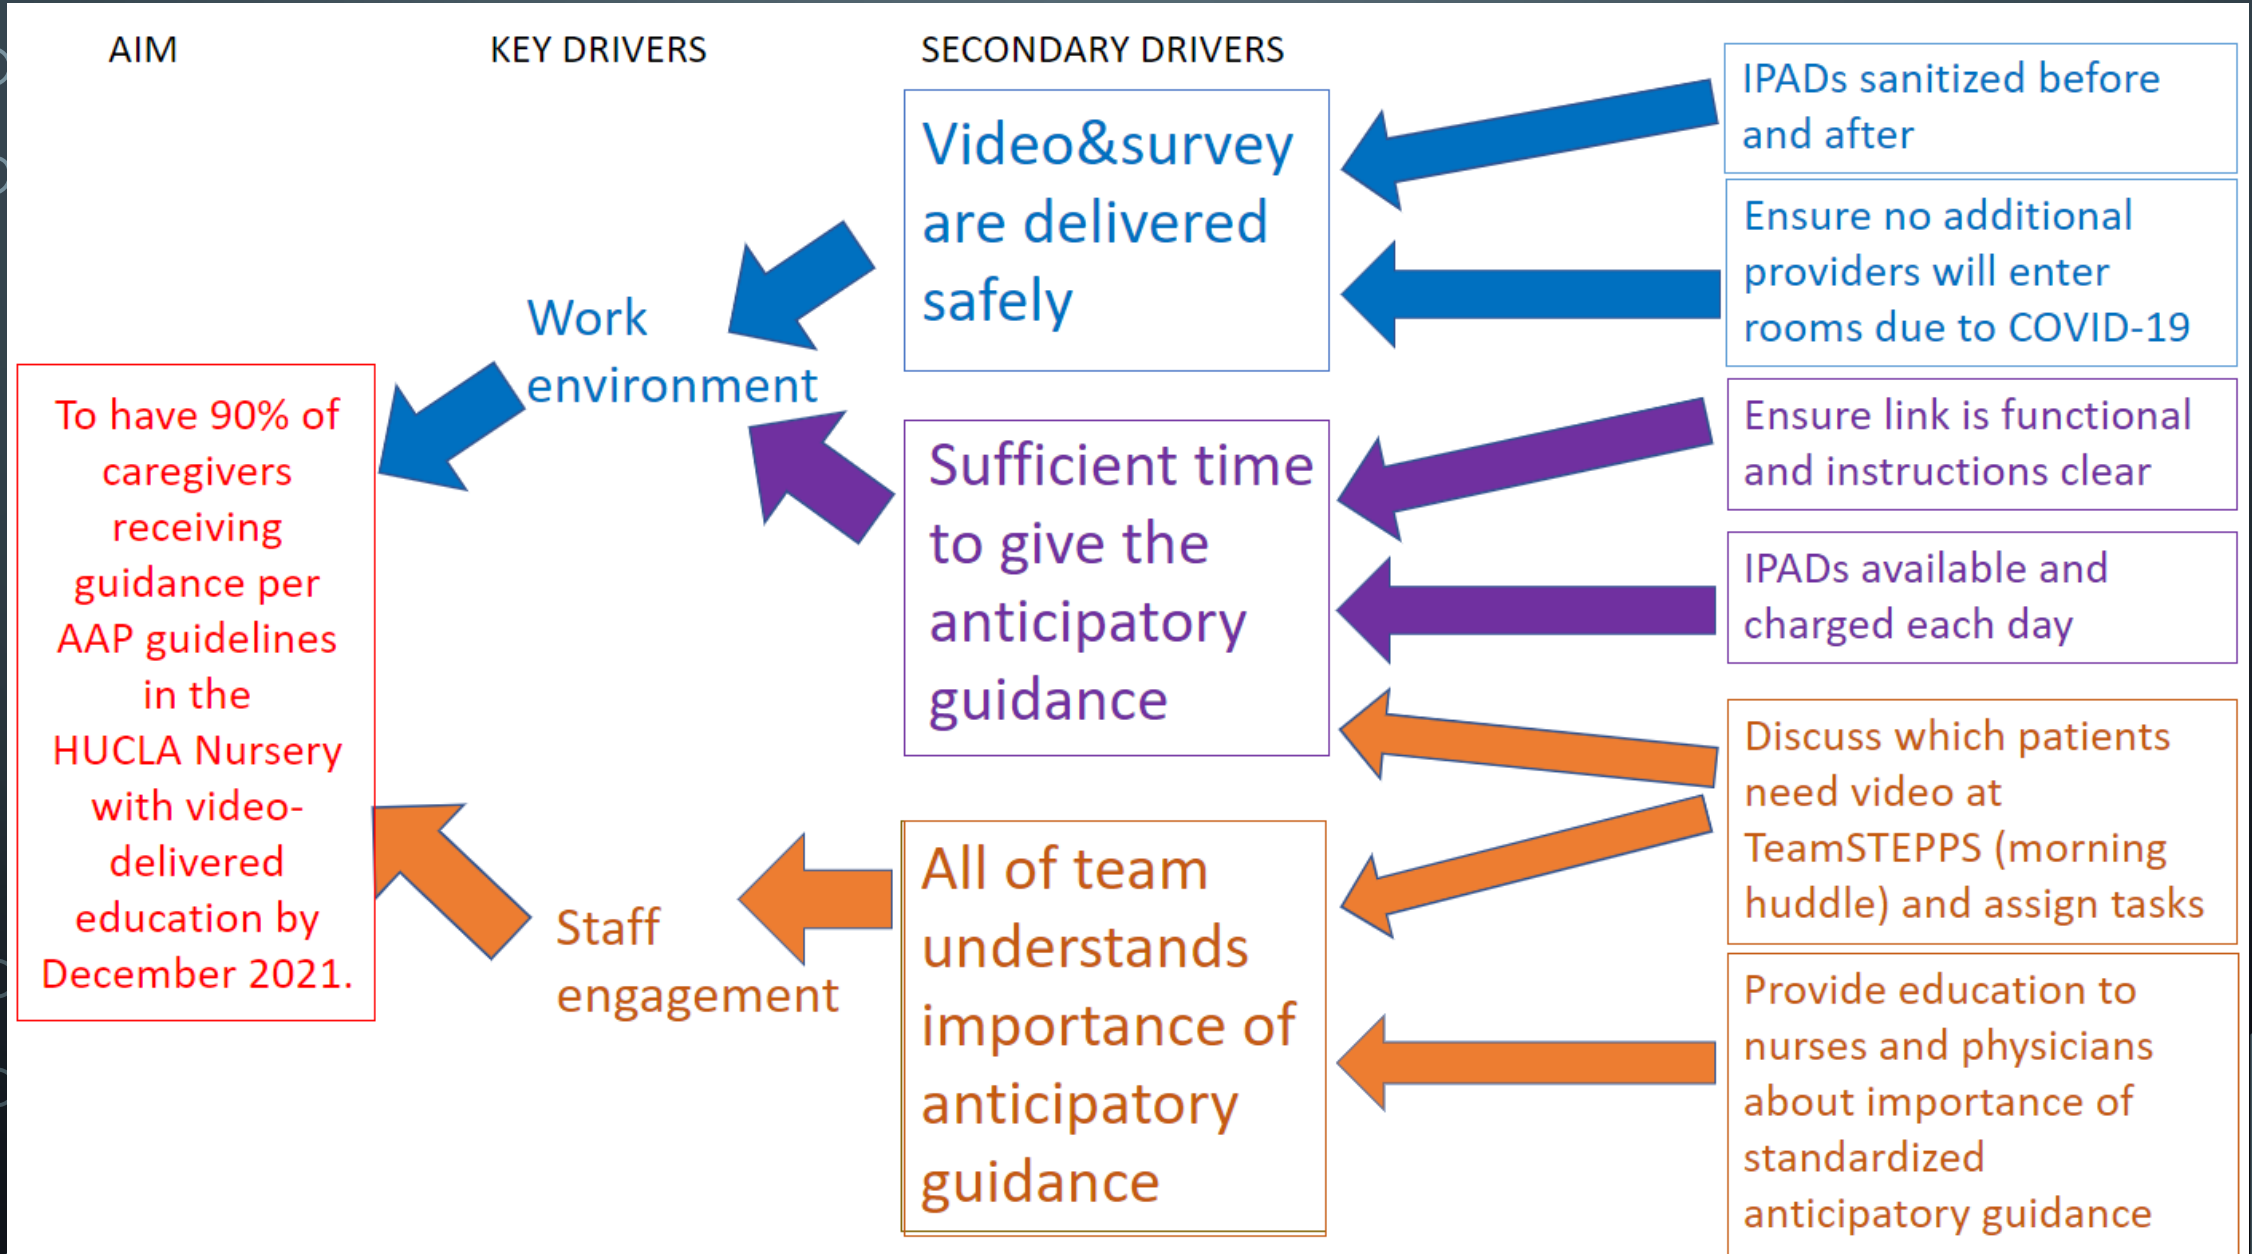 AIM
KEY DRIVERS
SECONDARY DRIVERS
To have 90% of
caregivers
receiving
guidance per
AAP guidelines
in the
HUCLA Nursery
with video-
delivered
education by
December 2021.
Work
environment
Staff
engagement
Video&survey
are delivered
safely
Sufficient time
to give the
anticipatory
guidance
All of team
understands
importance of
anticipatory
guidance
IPADs sanitized before
and after
Ensure no additional
providers will enter
rooms due to COVID-19
Ensure link is functional
and instructions clear
IPADs available and
charged each day
Discuss which patients
need video at
TeamSTEPPS (morning
huddle) and assign tasks
Provide education to
nurses and physicians
about importance of
standardized
anticipatory guidance